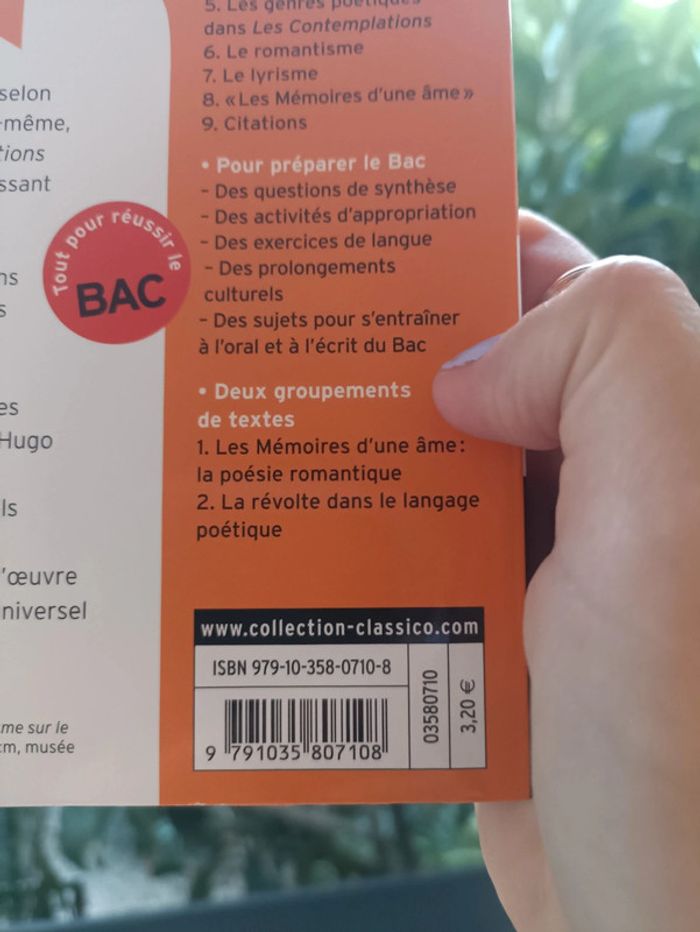 selon
-même,
tions
ssant
ns
s
es
Hugo
ls
'œuvre
niversel
me sur le
cm, musée
Tout pour réussir le
BAC
5. Les genres poétiques
dans Les Contemplations
6. Le romantisme
7. Le lyrisme
8. «Les Mémoires d'une âme»
9. Citations
• Pour préparer le Bac
– Des questions de synthèse
– Des activités d'appropriation
– Des exercices de langue
– Des prolongements
culturels
– Des sujets pour s'entraîner
à l'oral et à l'écrit du Bac
• Deux groupements
de textes
1. Les Mémoires d'une âme :
la poésie romantique
2. La révolte dans le langage
poétique
www.collection-classico.com
ISBN 979-10-358-0710-8
9 791035 807108
03580710
3,20 €